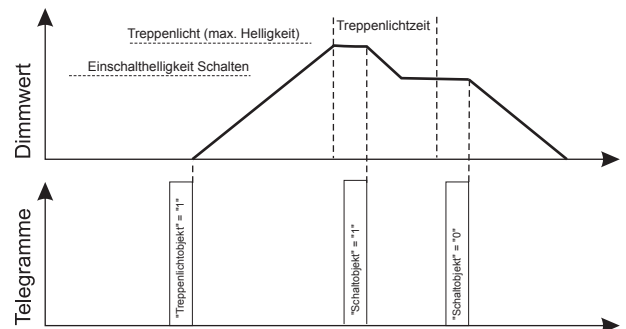 Treppenlicht (max. Helligkeit)
Treppenlichtzeit
Einschalthelligkeit Schalten
Dimmwert
Telegramme
"Treppenlichtobjekt" = "1"
"Schaltobjekt" = "1"
"Schaltobjekt" = "0"